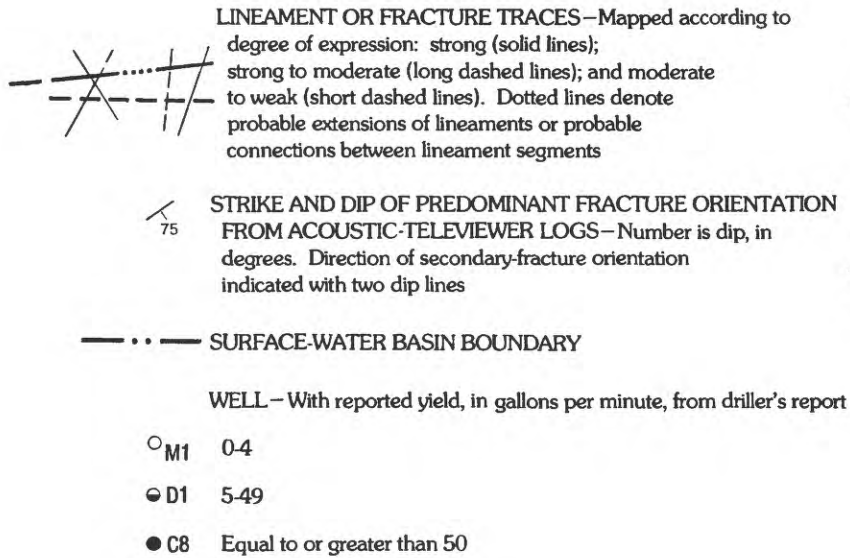 LINEAMENT OR FRACTURE TRACES—Mapped according to
degree of expression: strong (solid lines);
strong to moderate (long dashed lines); and moderate
to weak (short dashed lines). Dotted lines denote
probable extensions of lineaments or probable
connections between lineament segments
75
STRIKE AND DIP OF PREDOMINANT FRACTURE ORIENTATION
FROM ACOUSTIC-TELEVIEWER LOGS—Number is dip, in
degrees. Direction of secondary-fracture orientation
indicated with two dip lines
SURFACE-WATER BASIN BOUNDARY
WELL—With reported yield, in gallons per minute, from driller's report
M1 0-4
D1 5-49
C8 Equal to or greater than 50